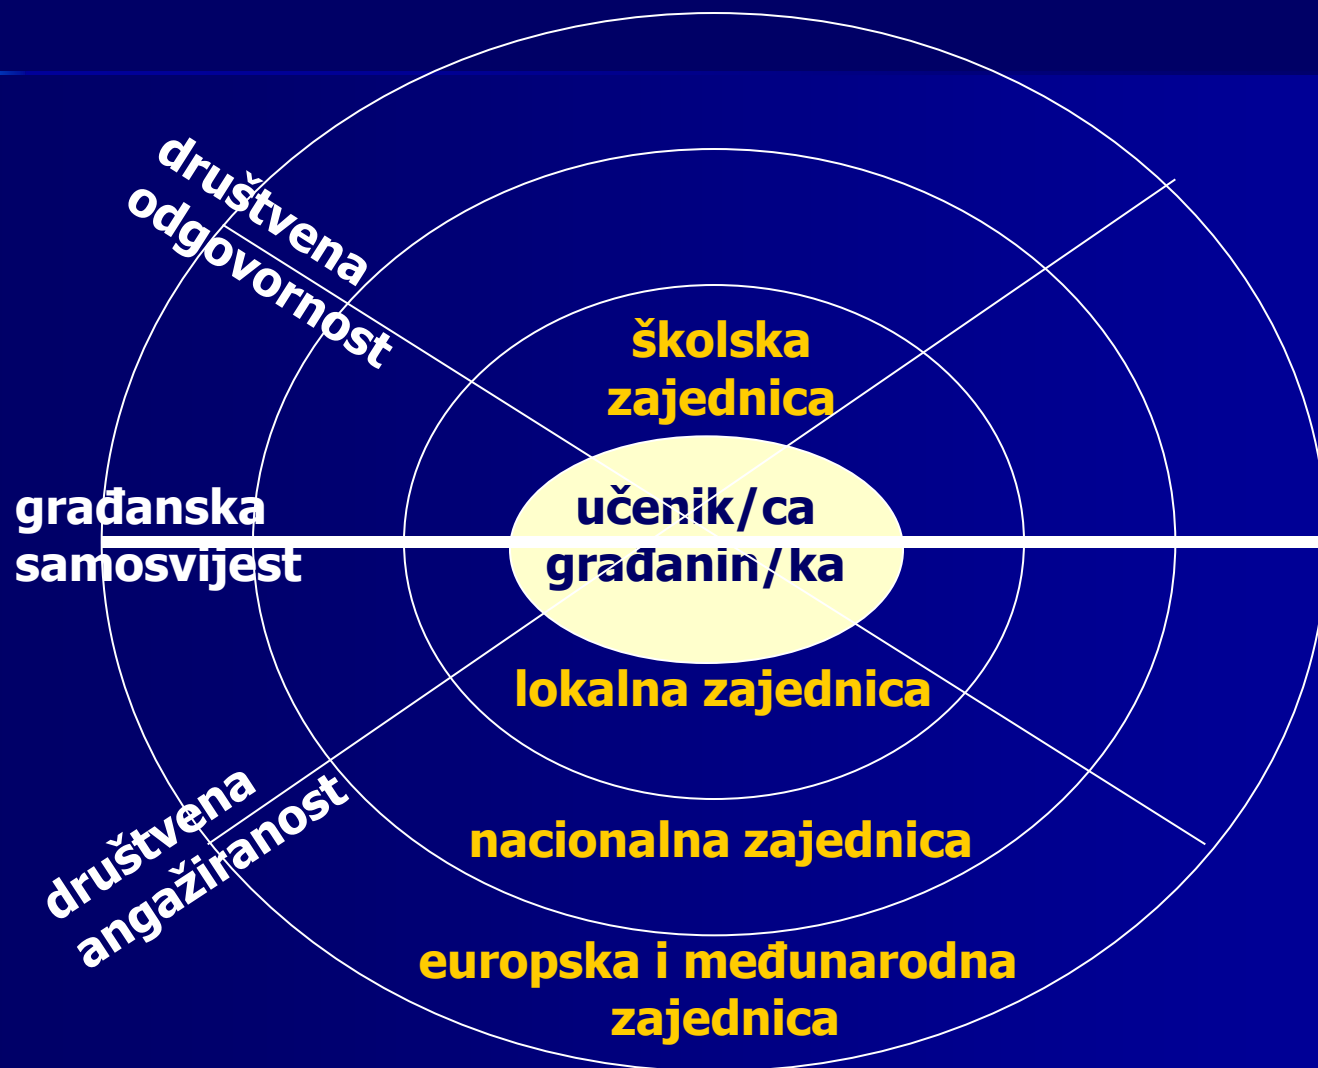 društvena
odgovornost
školska
zajednica
građanska
samosvijest
učenik/ca
građanin/ka
lokalna zajednica
društvena
angažiranost
nacionalna zajednica
europska i međunarodna
zajednica